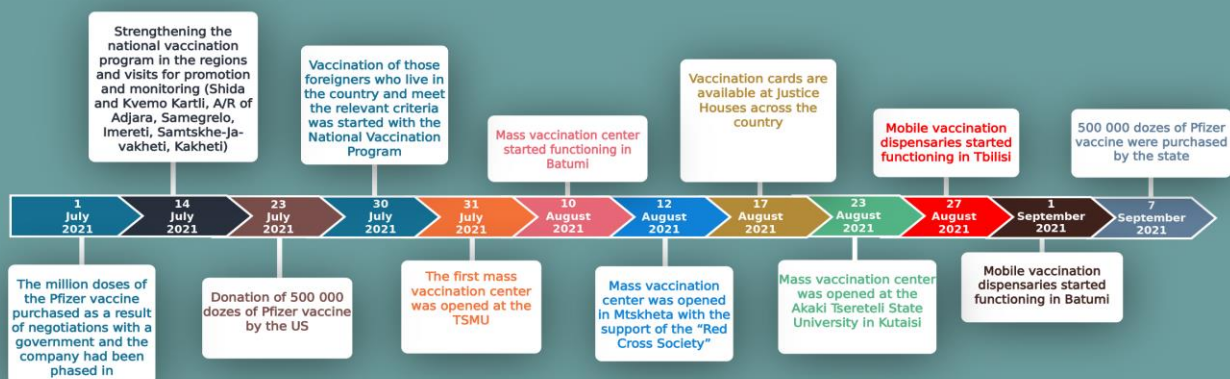 Strengthening the
national vaccination
program in the regions
and visits for promotion
and monitoring (Shida
and Kvemo Kartli, A/R of
Adjara, Samegrelo,
Imereti, Samtskhe-Ja-
vakheti, Kakheti)
Vaccination of those
foreigners who live in
the country and meet
the relevant criteria
was started with the
National Vaccination
Program
Mass vaccination center
started functioning in
Batumi
Vaccination cards are
available at Justice
Houses across the
country
Mobile vaccination
dispensaries started
functioning in Tbilisi
500 000 dozes of Pfizer
vaccine were purchased
by the state
1
July
2021
14
July
2021
23
July
2021
30
July
2021
31
July
2021
10
August
2021
12
August
2021
17
August
2021
23
August
2021
27
August
2021
1
September
2021
7
September
2021
The million doses of
the Pfizer vaccine
purchased as a result
of negotiations with a
government and the
company had been
phased in
Donation of 500 000
dozes of Pfizer vaccine
by the US
The first mass
vaccination center
was opened at the
TSMU
Mass vaccination
center was opened
in Mtskheta with the
support of the “Red
Cross Society”
Mass vaccination center
was opened at the
Akaki Tsereteli State
University in Kutaisi
Mobile vaccination
dispensaries started
functioning in Batumi